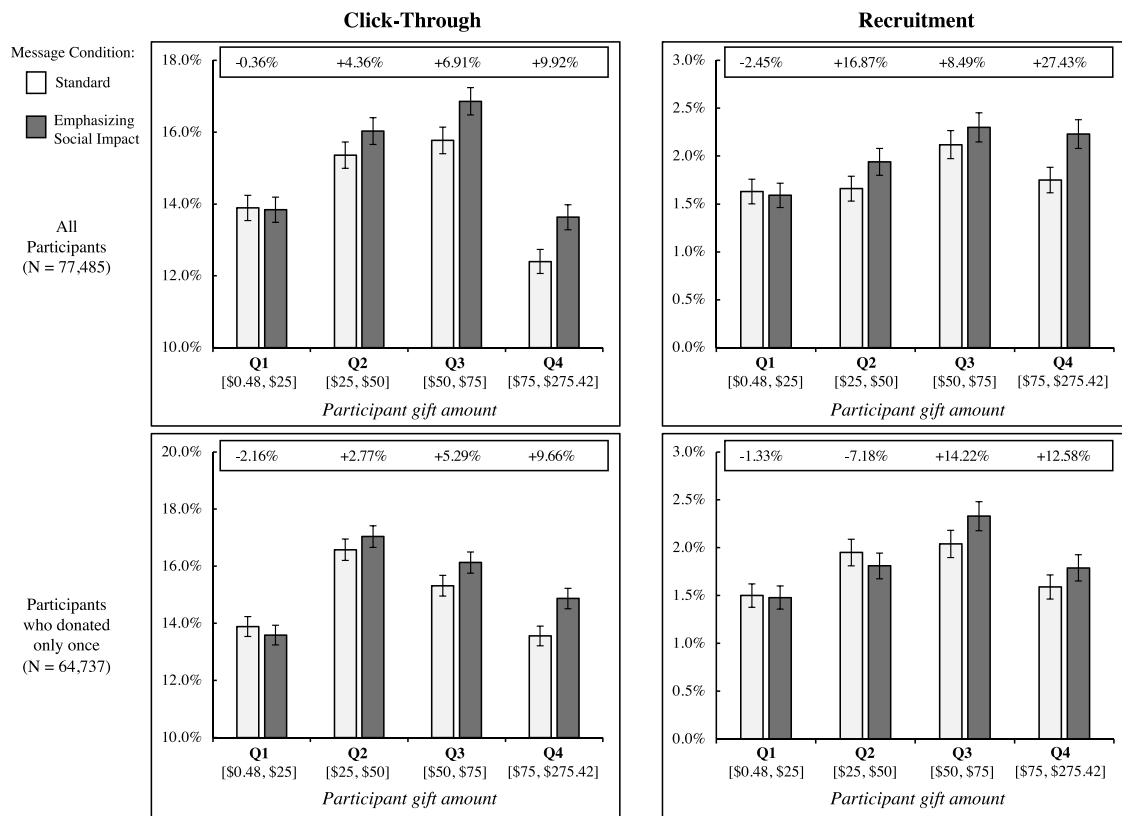 Click-Through
Recruitment
Message Condition:
Standard
Emphasizing
Social Impact
All
Participants
(N = 77,485)
18.0%
16.0%
14.0%
12.0%
10.0%
-0.36% +4.36% +6.91% +9.92%
Q1 Q2 Q3 Q4
[$0.48, $25] [$25, $50] [$50, $75] [$75, $275.42]
Participant gift amount
3.0%
2.5%
2.0%
1.5%
1.0%
0.5%
0.0%
-2.45% +16.87% +8.49% +27.43%
Q1 Q2 Q3 Q4
[$0.48, $25] [$25, $50] [$50, $75] [$75, $275.42]
Participant gift amount
Participants
who donated
only once
(N = 64,737)
20.0%
18.0%
16.0%
14.0%
12.0%
10.0%
-2.16% +2.77% +5.29% +9.66%
Q1 Q2 Q3 Q4
[$0.48, $25] [$25, $50] [$50, $75] [$75, $275.42]
Participant gift amount
3.0%
2.5%
2.0%
1.5%
1.0%
0.5%
0.0%
-1.33% -7.18% +14.22% +12.58%
Q1 Q2 Q3 Q4
[$0.48, $25] [$25, $50] [$50, $75] [$75, $275.42]
Participant gift amount